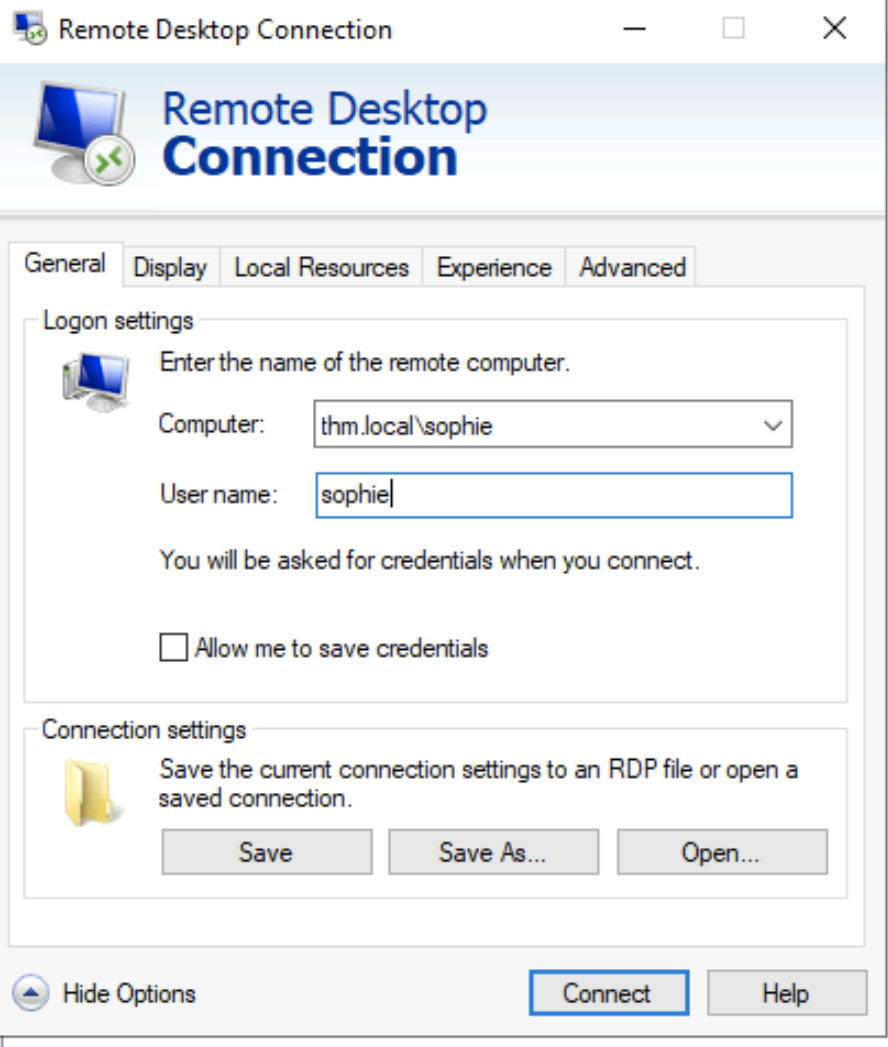 Remote Desktop Connection
Remote Desktop
Connection
General Display Local Resources Experience Advanced
Logon settings
Enter the name of the remote computer.
Computer: thm.local\sophie
User name: sophie
You will be asked for credentials when you connect.
Allow me to save credentials
Connection settings
Save the current connection settings to an RDP file or open a
saved connection.
Save Save As... Open...
Hide Options Connect Help